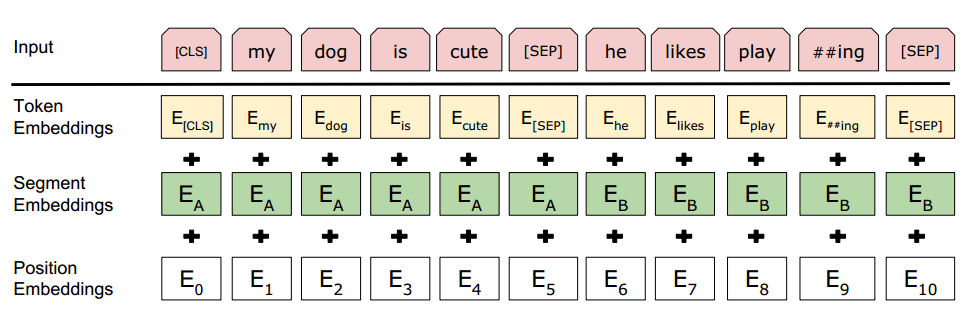 Input [CLS] my dog is cute [SEP] he likes play ##ing [SEP]
Token Embeddings E[CLS] Emy Edog Eis Ecute E[SEP] Ehe Elikes Eplay E##ing E[SEP]
+ + + + + + + + + + +
Segment Embeddings EA EA EA EA EA EA EB EB EB EB EB
+ + + + + + + + + + +
Position Embeddings E0 E1 E2 E3 E4 E5 E6 E7 E8 E9 E10